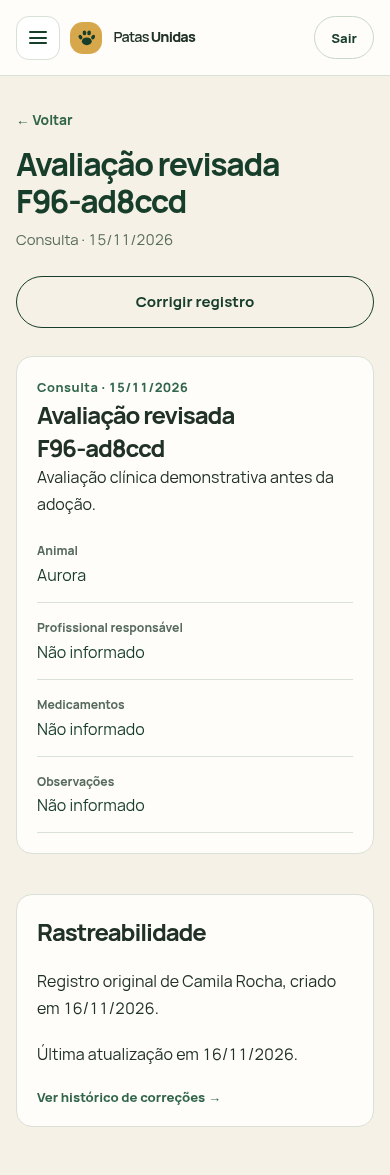 Patas Unidas
Sair
← Voltar
Avaliação revisada
F96-ad8ccd
Consulta · 15/11/2026
Corrigir registro
Consulta · 15/11/2026
Avaliação revisada
F96-ad8ccd
Avaliação clínica demonstrativa antes da
adoção.
Animal
Aurora
Profissional responsável
Não informado
Medicamentos
Não informado
Observações
Não informado
Rastreabilidade
Registro original de Camila Rocha, criado
em 16/11/2026.
Última atualização em 16/11/2026.
Ver histórico de correções →